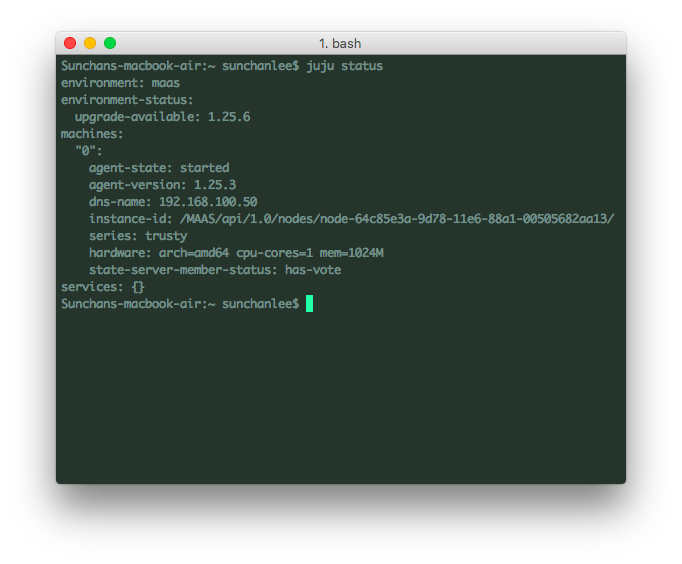 1. bash
Sunchans-macbook-air:~ sunchanlee$ juju status
environment: maas
environment-status:
  upgrade-available: 1.25.6
machines:
  "0":
    agent-state: started
    agent-version: 1.25.3
    dns-name: 192.168.100.50
    instance-id: /MAAS/api/1.0/nodes/node-64c85e3a-9d78-11e6-88a1-00505682aa13/
    series: trusty
    hardware: arch=amd64 cpu-cores=1 mem=1024M
    state-server-member-status: has-vote
services: {}
Sunchans-macbook-air:~ sunchanlee$